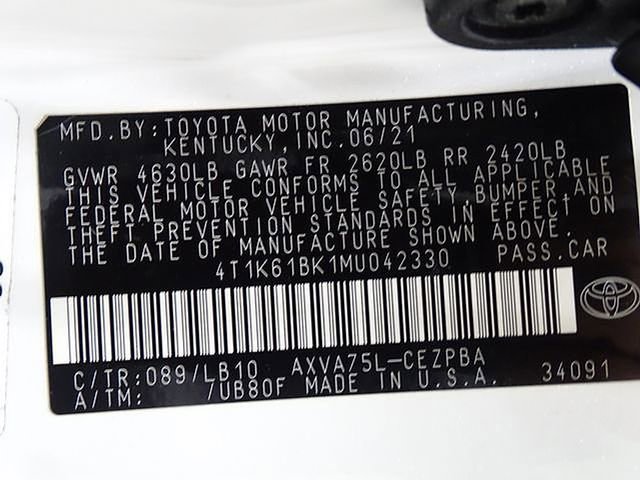 MFD. BY: TOYOTA MOTOR MANUFACTURING,
KENTUCKY, INC. 06/21
GVWR 4630LB GAWR FR 2620LB RR 2420LB
THIS VEHICLE CONFORMS TO ALL APPLICABLE
FEDERAL MOTOR VEHICLE SAFETY, BUMPER AND
THEFT PREVENTION STANDARDS IN EFFECT ON
THE DATE OF MANUFACTURE SHOWN ABOVE.
4T1K61BK1MU042330 PASS. CAR
C/TR: 089/LB10 AXVA75L-CEZPBA
A/TM: /UB80F MADE IN U.S.A. 34091